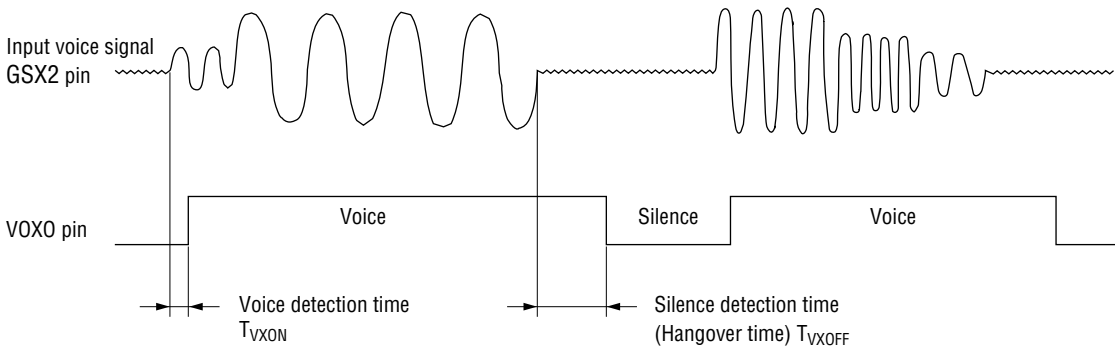 Input voice signal
GSX2 pin
VOXO pin
Voice
Silence
Voice
Voice detection time
TVXON
Silence detection time
(Hangover time) TVXOFF